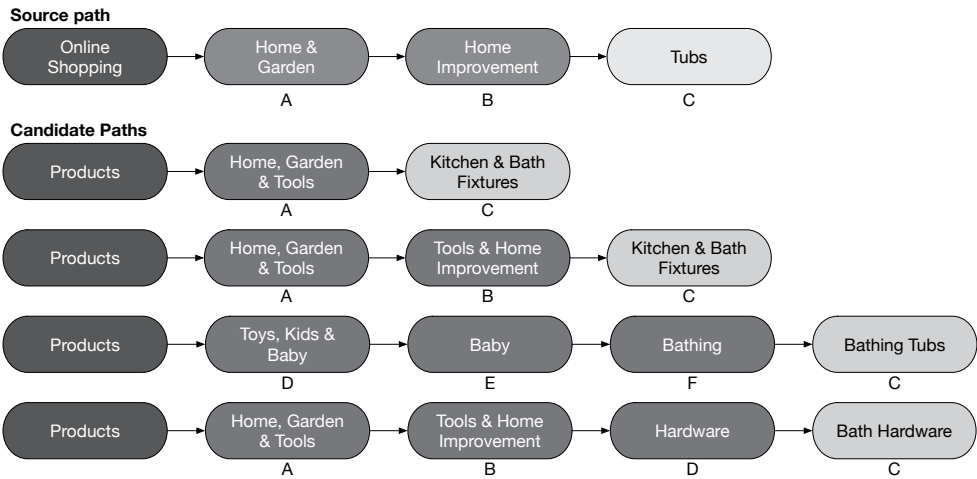 Source path
Online
Shopping
Home &
Garden
Home
Improvement
Tubs
A
B
C
Candidate Paths
Products
Home, Garden
& Tools
Kitchen & Bath
Fixtures
A
C
Products
Home, Garden
& Tools
Tools & Home
Improvement
Kitchen & Bath
Fixtures
A
B
C
Products
Toys, Kids &
Baby
Baby
Bathing
Bathing Tubs
D
E
F
C
Products
Home, Garden
& Tools
Tools & Home
Improvement
Hardware
Bath Hardware
A
B
D
C